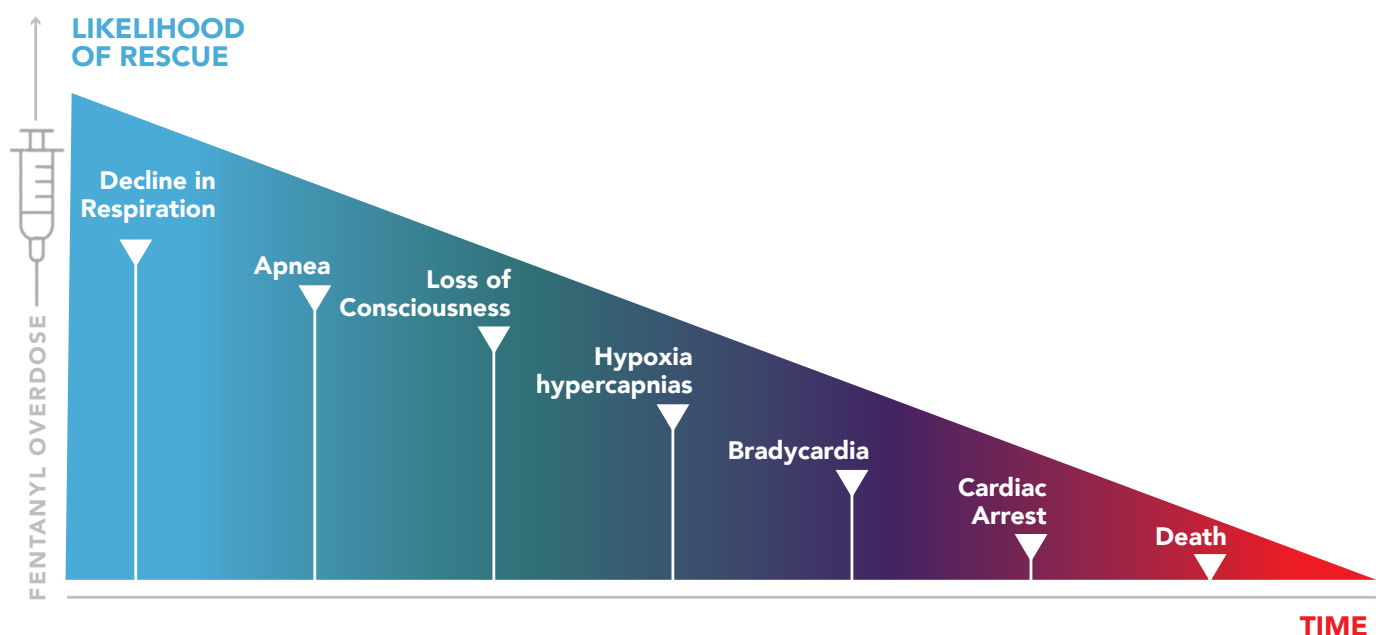 LIKELIHOOD
OF RESCUE
Decline in
Respiration
Apnea
Loss of
Consciousness
Hypoxia
hypercapnias
Bradycardia
Cardiac
Arrest
Death
FENTANYL OVERDOSE
TIME